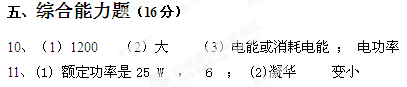 五、综合能力题(16分)
10、（1）1200 （2）大 （3）电能或消耗电能 ； 电功率
11、(1) 额定功率是 25 W ， 6 ； (2)凝华 变小